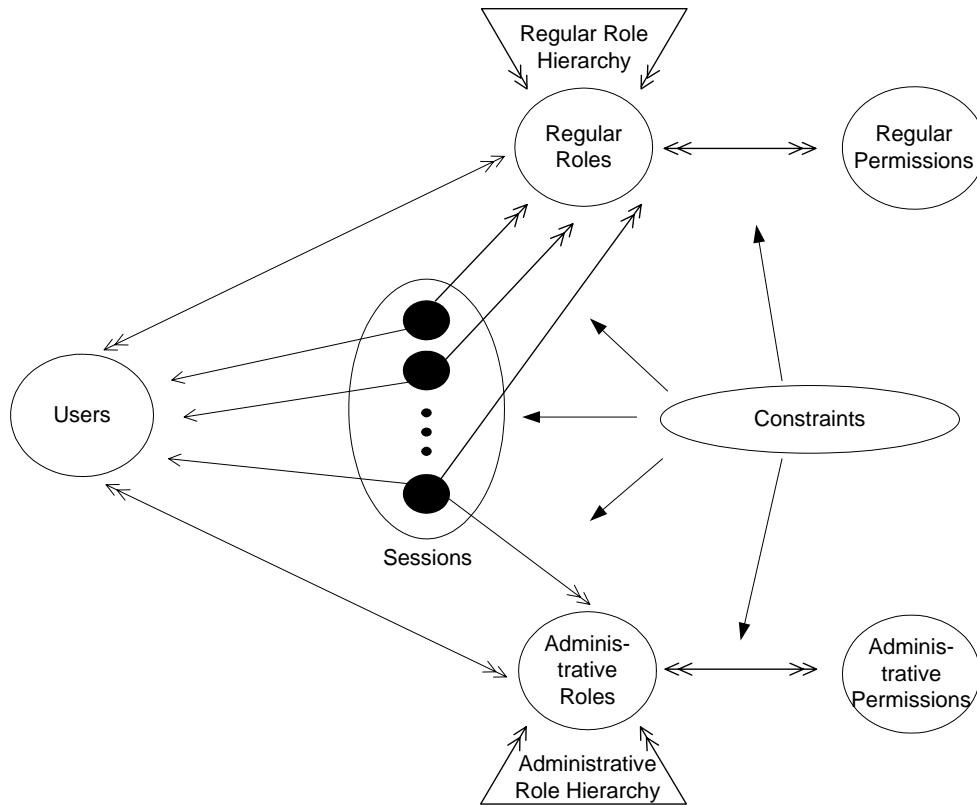 Regular Role
Hierarchy
Regular
Roles
Regular
Permissions
Users
Constraints
Sessions
Adminis-
trative
Roles
Adminis-
trative
Permissions
Administrative
Role Hierarchy